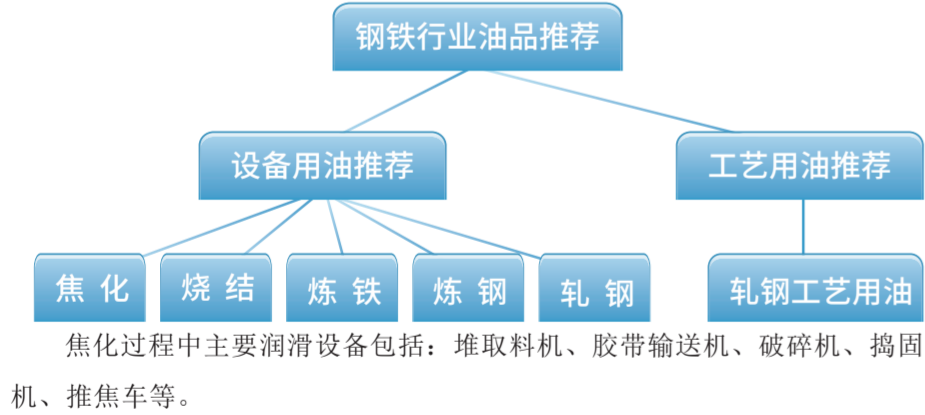 钢铁行业油品推荐
设备用油推荐
工艺用油推荐
焦化
烧结
炼铁
炼钢
轧钢
轧钢工艺用油
焦化过程中主要润滑设备包括：堆取料机、胶带输送机、破碎机、捣固
机、推焦车等。